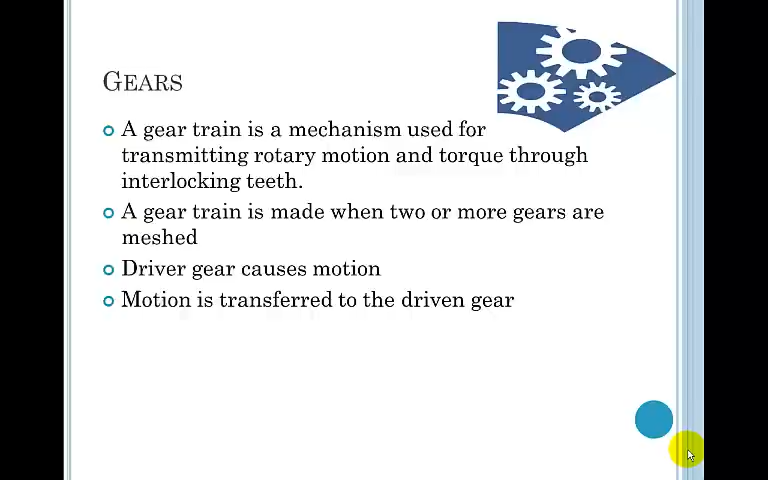 GEARS
A gear train is a mechanism used for
transmitting rotary motion and torque through
interlocking teeth.
A gear train is made when two or more gears are
meshed
Driver gear causes motion
Motion is transferred to the driven gear